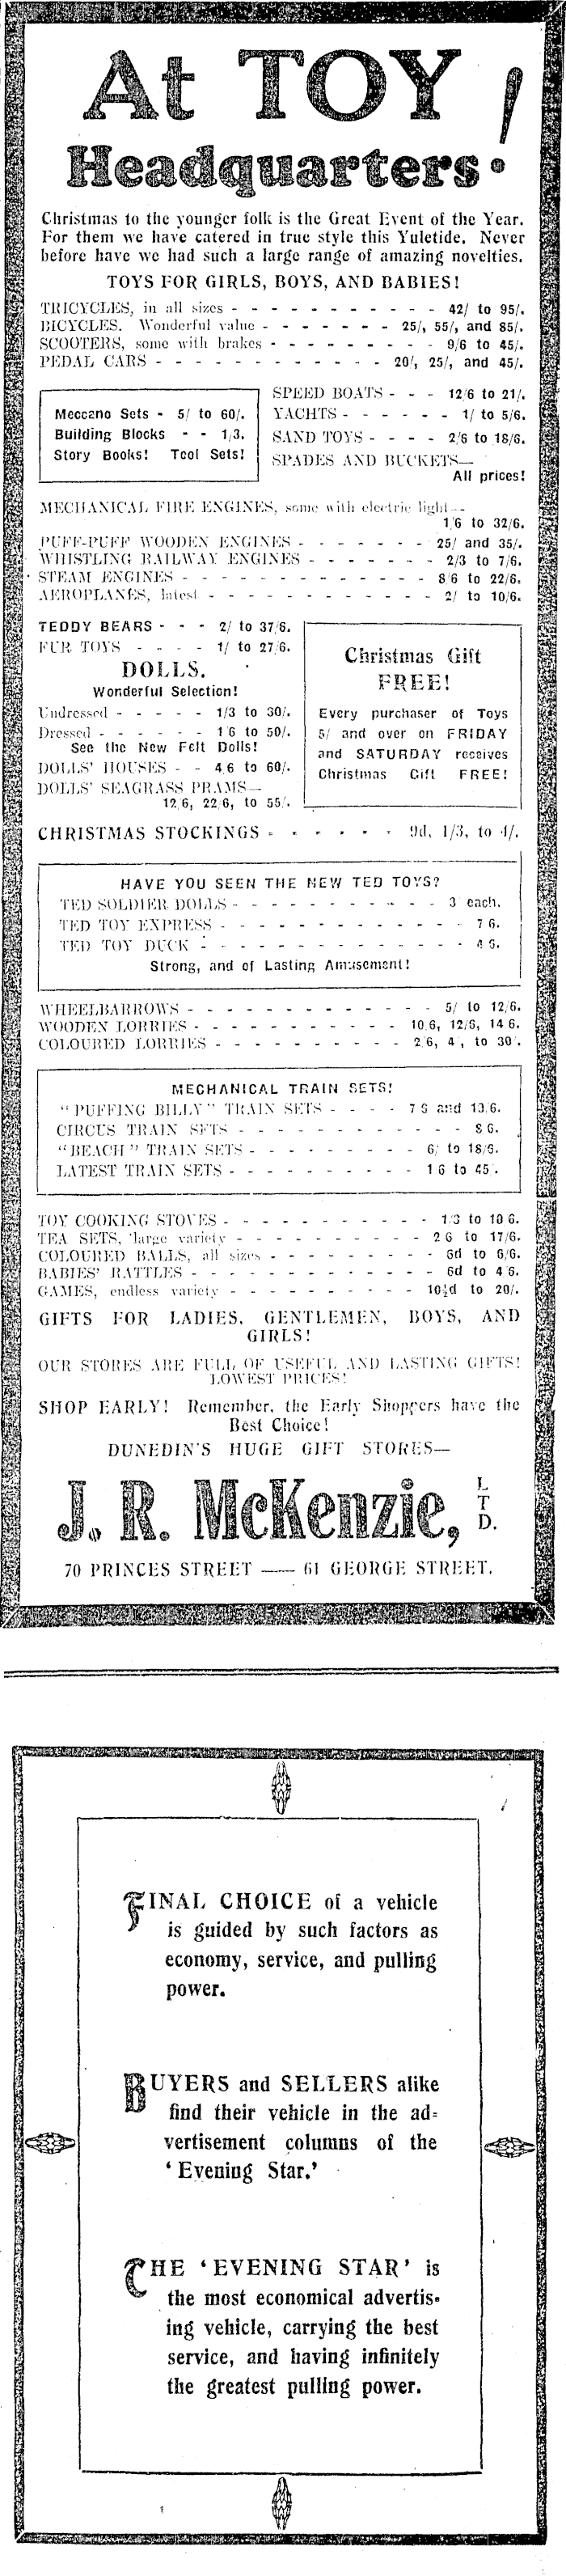 At TOY
Headquarters!
Christmas to the younger folk is the Great Event of the Year.
For them we have catered in true style this Yuletide. Never
before have we had such a large range of amazing novelties.
TOYS FOR GIRLS, BOYS, AND BABIES!
TRICYCLES, in all sizes - - - - - - - - - - - 42/ to 95/.
BICYCLES. Wonderful value - - - - - - - 25/, 55/, and 85/.
SCOOTERS, some with brakes - - - - - - - - - 9/6 to 45/.
PEDAL CARS - - - - - - - - - - - - 20/, 25/, and 45/.
Meccano Sets - 5/ to 60/.
Building Blocks - - 1/3.
Story Books! Tool Sets!
SPEED BOATS - - - 12/6 to 21/.
YACHTS - - - - - - 1/ to 5/6.
SAND TOYS - - - - 2/6 to 18/6.
SPADES AND BUCKETS—
All prices!
MECHANICAL FIRE ENGINES, some with electric light—
1/6 to 32/6.
PUFF-PUFF WOODEN ENGINES - - - - - - - 25/ and 35/.
WHISTLING RAILWAY ENGINES - - - - - - - 2/3 to 7/6.
STEAM ENGINES - - - - - - - - - - - - - 8/6 to 22/6.
AEROPLANES, latest - - - - - - - - - - - - 2/ to 10/6.
TEDDY BEARS - - - 2/ to 37/6.
FUR TOYS - - - - 1/ to 27/6.
DOLLS.
Wonderful Selection!
Undressed - - - - - 1/3 to 30/.
Dressed - - - - - - 1/6 to 50/.
See the New Felt Dolls!
DOLLS' HOUSES - - 4/6 to 60/.
DOLLS' SEAGRASS PRAMS—
12/6, 22/6, to 55/.
Christmas Gift
FREE!
Every purchaser of Toys
5/ and over on FRIDAY
and SATURDAY receives
Christmas Gift FREE!
CHRISTMAS STOCKINGS - - - - - - 9d, 1/3, to 4/.
HAVE YOU SEEN THE NEW TED TOYS?
TED SOLDIER DOLLS - - - - - - - - - - - 3 each.
TED TOY EXPRESS - - - - - - - - - - - - - 7/6.
TED TOY DUCK - - - - - - - - - - - - - -
Strong, and of Lasting Amusement!
WHEELBARROWS - - - - - - - - - - - - 5/ to 12/6.
WOODEN LORRIES - - - - - - - - - - 10/6, 12/6, 14/6.
COLOURED LORRIES - - - - - - - - - 2/6, 4/, to 30/.
MECHANICAL TRAIN SETS!
"PUFFING BILLY" TRAIN SETS - - - - 7/6 and 13/6.
CIRCUS TRAIN SETS - - - - - - - - - - - - 8/6.
"BEACH" TRAIN SETS - - - - - - - - - 6/ to 18/6.
LATEST TRAIN SETS - - - - - - - - - - 1/6 to 45/.
TOY COOKING STOVES - - - - - - - - - - - 1/3 to 10/6.
TEA SETS, large variety - - - - - - - - - - 2/6 to 17/6.
COLOURED BALLS, all sizes - - - - - - - - - 6d to 6/6.
BABIES' RATTLES - - - - - - - - - - - - - 6d to 4/6.
GAMES, endless variety - - - - - - - - - - 10½d to 20/.
GIFTS FOR LADIES, GENTLEMEN, BOYS, AND
GIRLS!
OUR STORES ARE FULL OF USEFUL AND LASTING GIFTS!
LOWEST PRICES!
SHOP EARLY! Remember, the Early Shoppers have the
Best Choice!
DUNEDIN'S HUGE GIFT STORES—
J. R. McKenzie, LTD.
70 PRINCES STREET —— 61 GEORGE STREET.
FINAL CHOICE of a vehicle
is guided by such factors as
economy, service, and pulling
power.
BUYERS and SELLERS alike
find their vehicle in the ad-
vertisement columns of the
'Evening Star.'
THE 'EVENING STAR' is
the most economical advertis-
ing vehicle, carrying the best
service, and having infinitely
the greatest pulling power.